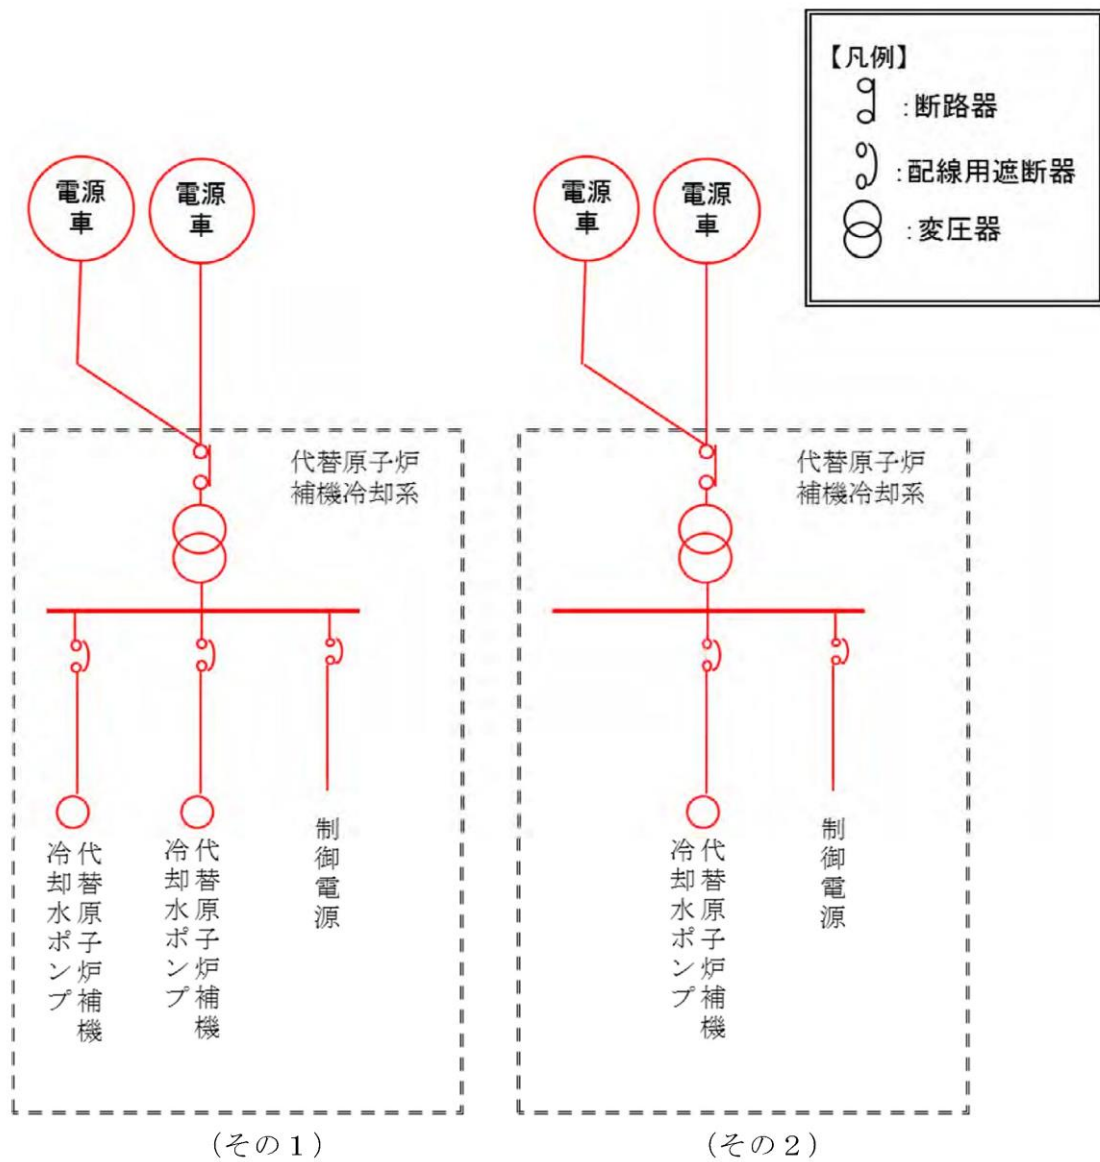 【凡例】
:断路器
:配線用遮断器
:変圧器
電源
車
電源
車
代替原子炉
補機冷却系
代替原子炉補機
冷却水ポンプ
代替原子炉補機
冷却水ポンプ
制御電源
(その1)
電源
車
電源
車
代替原子炉
補機冷却系
代替原子炉補機
冷却水ポンプ
制御電源
(その2)